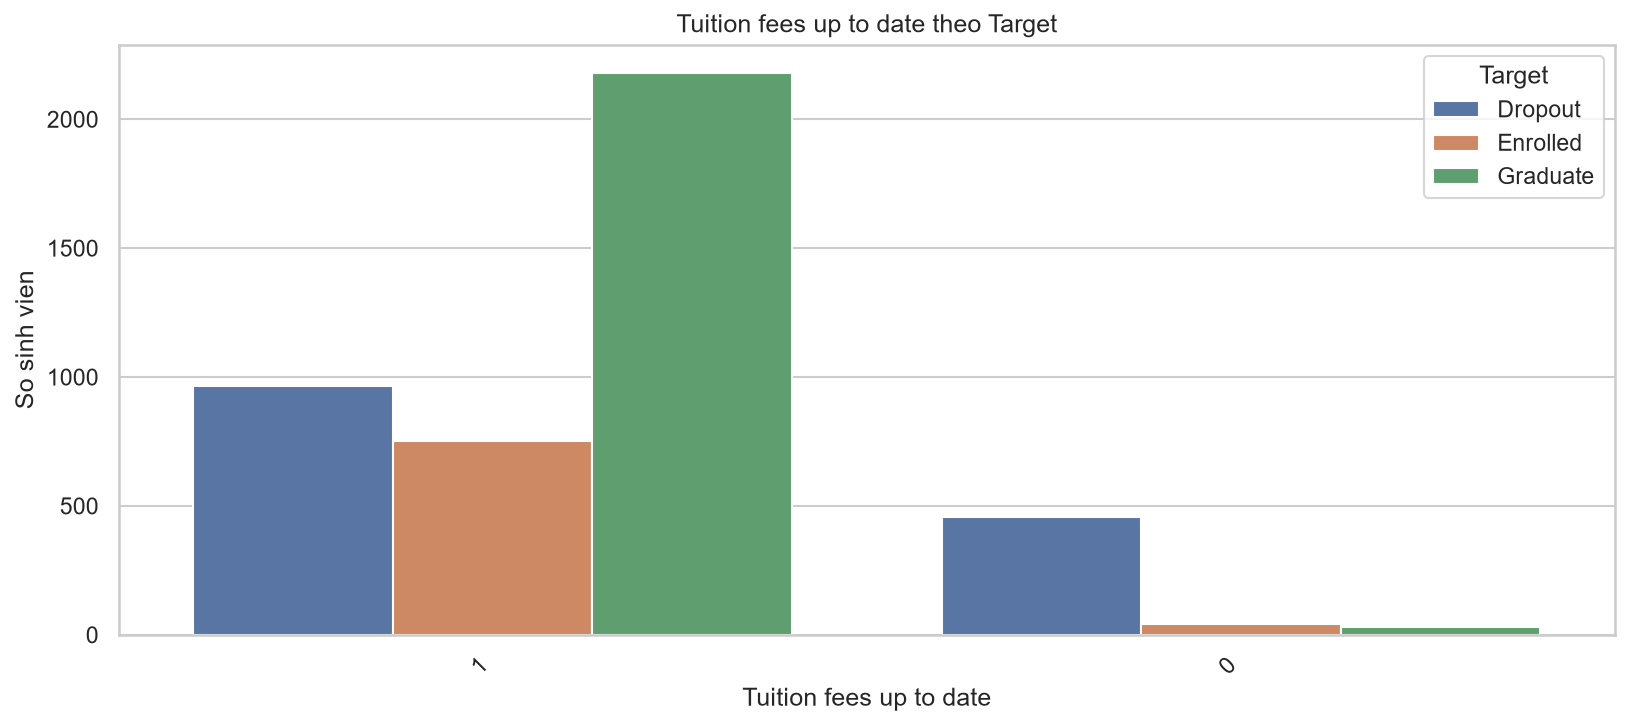 Tuition fees up to date theo Target
Target
Dropout
Enrolled
Graduate
So sinh vien
2000
1500
1000
500
0
1
0
Tuition fees up to date